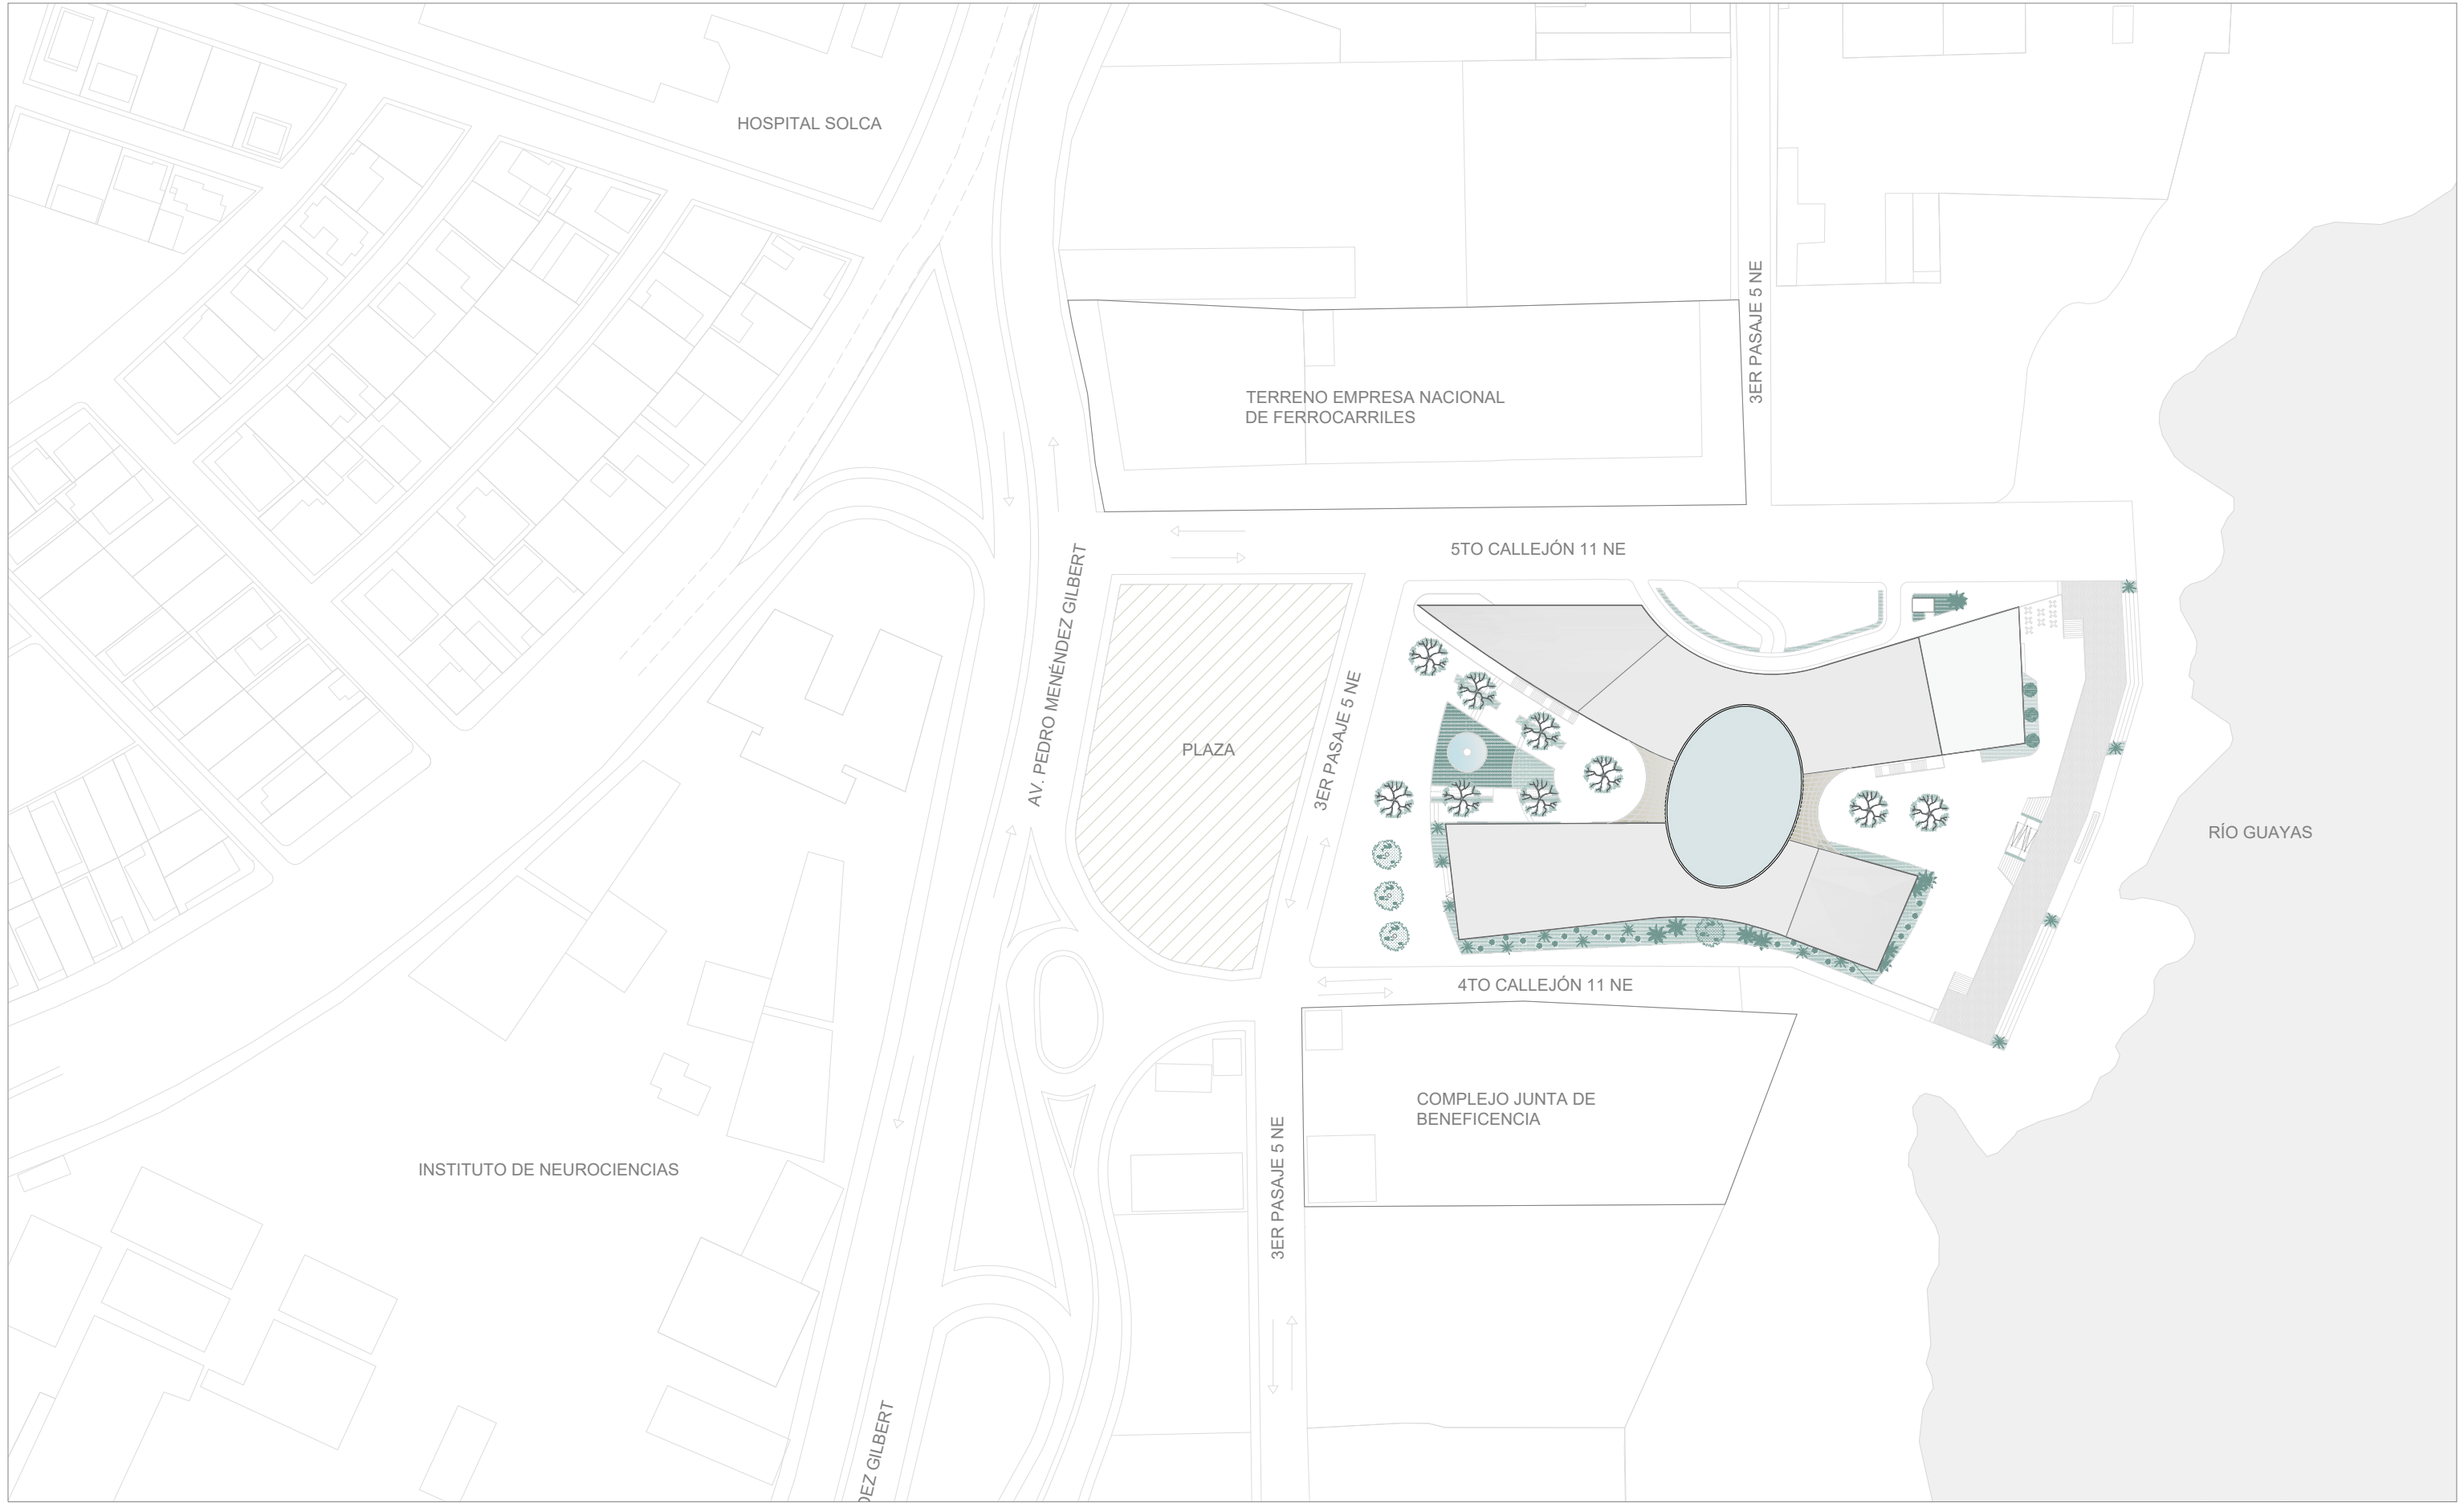 HOSPITAL SOLCA
3ER PASAJE 5 NE
TERRENO EMPRESA NACIONAL
DE FERROCARRILES
5TO CALLEJÓN 11 NE
AV. PEDRO MENÉNDEZ GILBERT
3ER PASAJE 5 NE
PLAZA
RÍO GUAYAS
4TO CALLEJÓN 11 NE
COMPLEJO JUNTA DE
BENEFICENCIA
INSTITUTO DE NEUROCIENCIAS
3ER PASAJE 5 NE
DEZ GILBERT